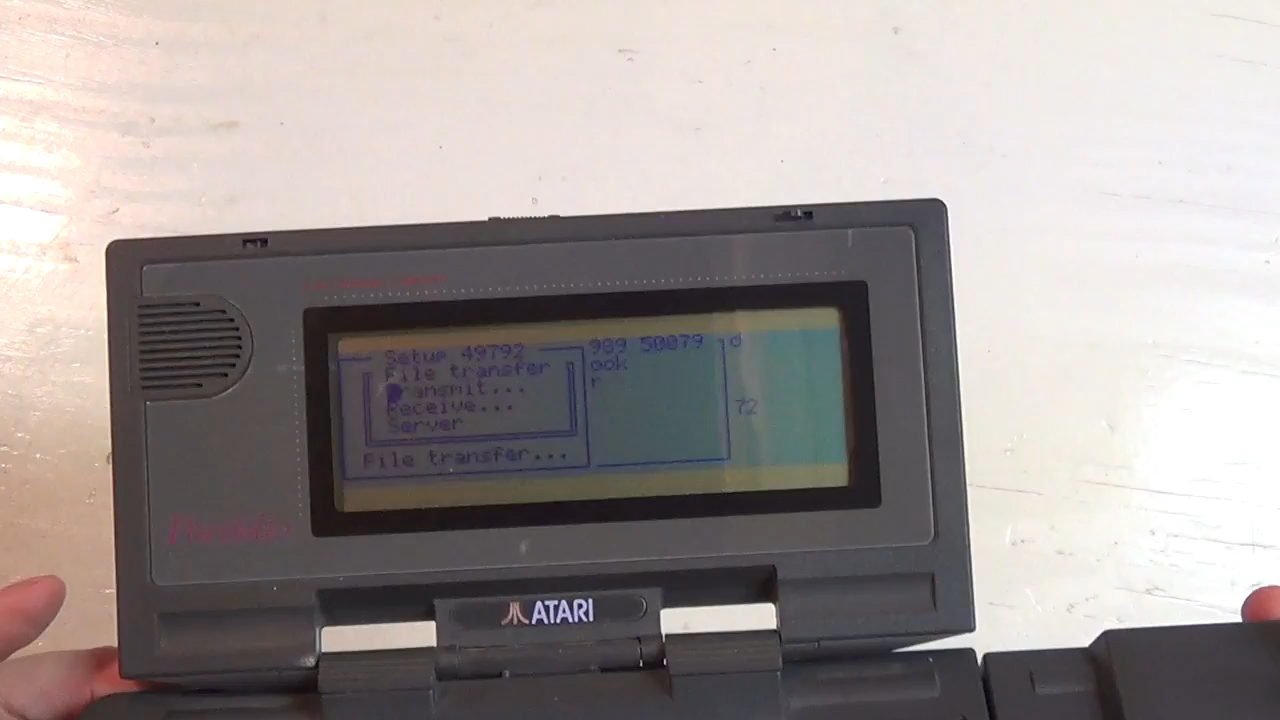 Setup 49792
File transfer
Transmit...
Receive...
Server
File transfer...
989 50079
ook
r
d
72
Portfolio
ATARI